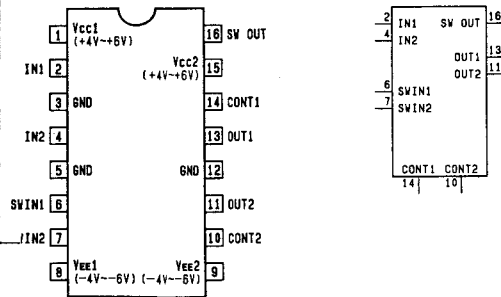 1 VCC1 16 SW OUT
(+4V~+6V)
IN1 2 VCC2 15
(+4V~+6V)
3 GND 14 CONT1
IN2 4 13 OUT1
5 GND GND 12
SWIN1 6 11 OUT2
7 10 CONT2
8 VEE1 VEE2 9
(-4V~-6V) (-4V~-6V)
2 IN1 SW OUT 16
4 IN2
OUT1 13
OUT2 11
6 SWIN1
7 SWIN2
CONT1 CONT2
14 10